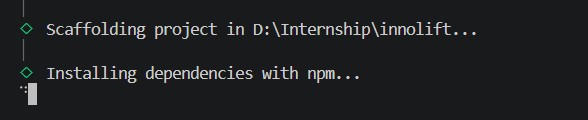 Scaffolding project in D:\Internship\innolift...
Installing dependencies with npm...